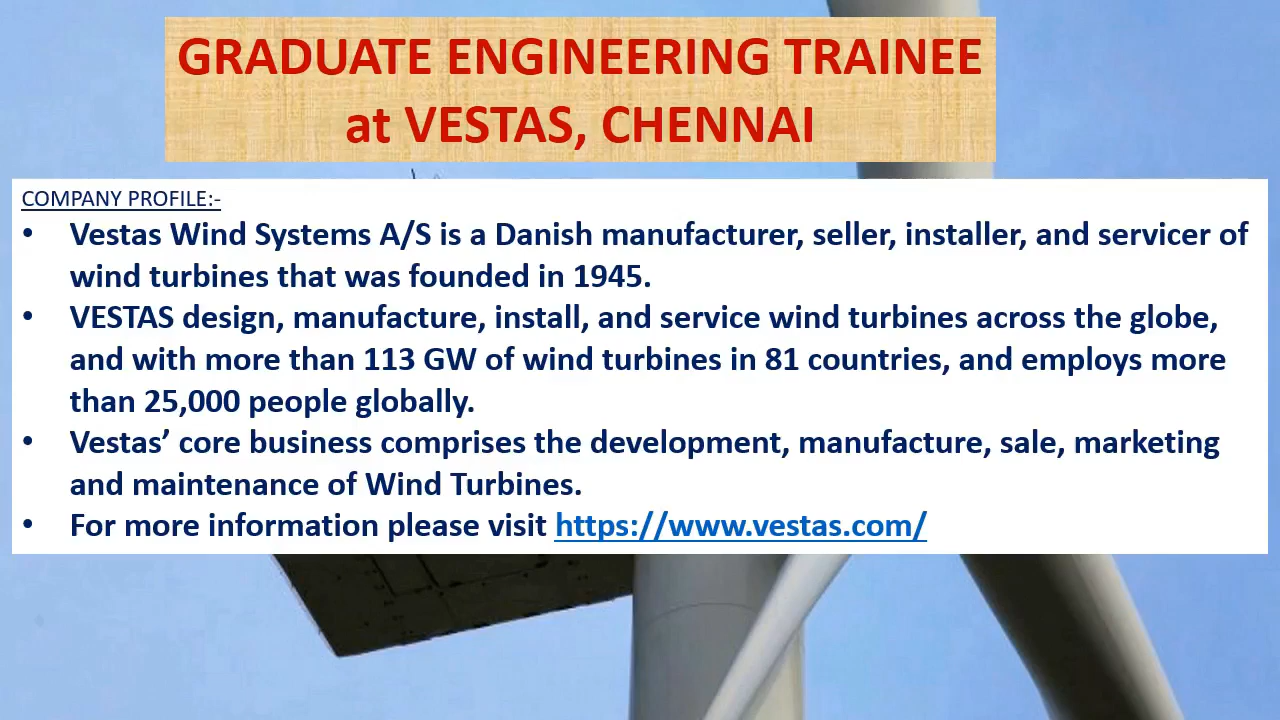 GRADUATE ENGINEERING TRAINEE
at VESTAS, CHENNAI
COMPANY PROFILE:-
• Vestas Wind Systems A/S is a Danish manufacturer, seller, installer, and servicer of
wind turbines that was founded in 1945.
• VESTAS design, manufacture, install, and service wind turbines across the globe,
and with more than 113 GW of wind turbines in 81 countries, and employs more
than 25,000 people globally.
• Vestas’ core business comprises the development, manufacture, sale, marketing
and maintenance of Wind Turbines.
• For more information please visit https://www.vestas.com/